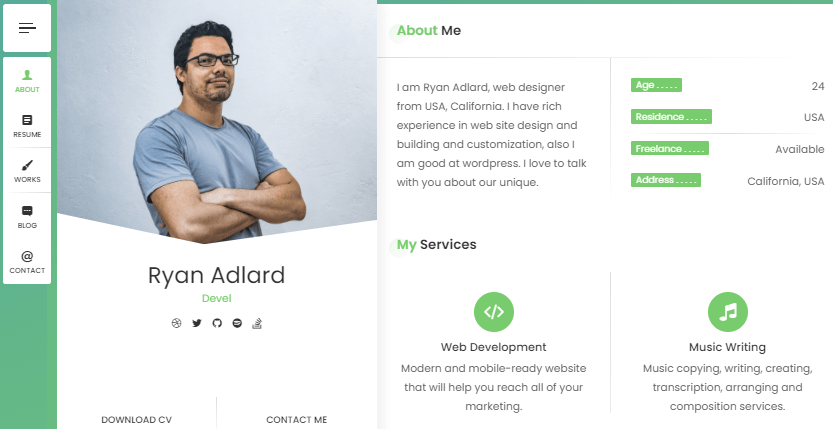 ABOUT
RESUME
WORKS
BLOG
CONTACT
Ryan Adlard
Devel
DOWNLOAD CV
CONTACT ME
About Me
I am Ryan Adlard, web designer
from USA, California. I have rich
experience in web site design and
building and customization, also I
am good at wordpress. I love to talk
with you about our unique.
Age ..... 24
Residence ..... USA
Freelance ..... Available
Address ..... California, USA
My Services
Web Development
Modern and mobile-ready website
that will help you reach all of your
marketing.
Music Writing
Music copying, writing, creating,
transcription, arranging and
composition services.